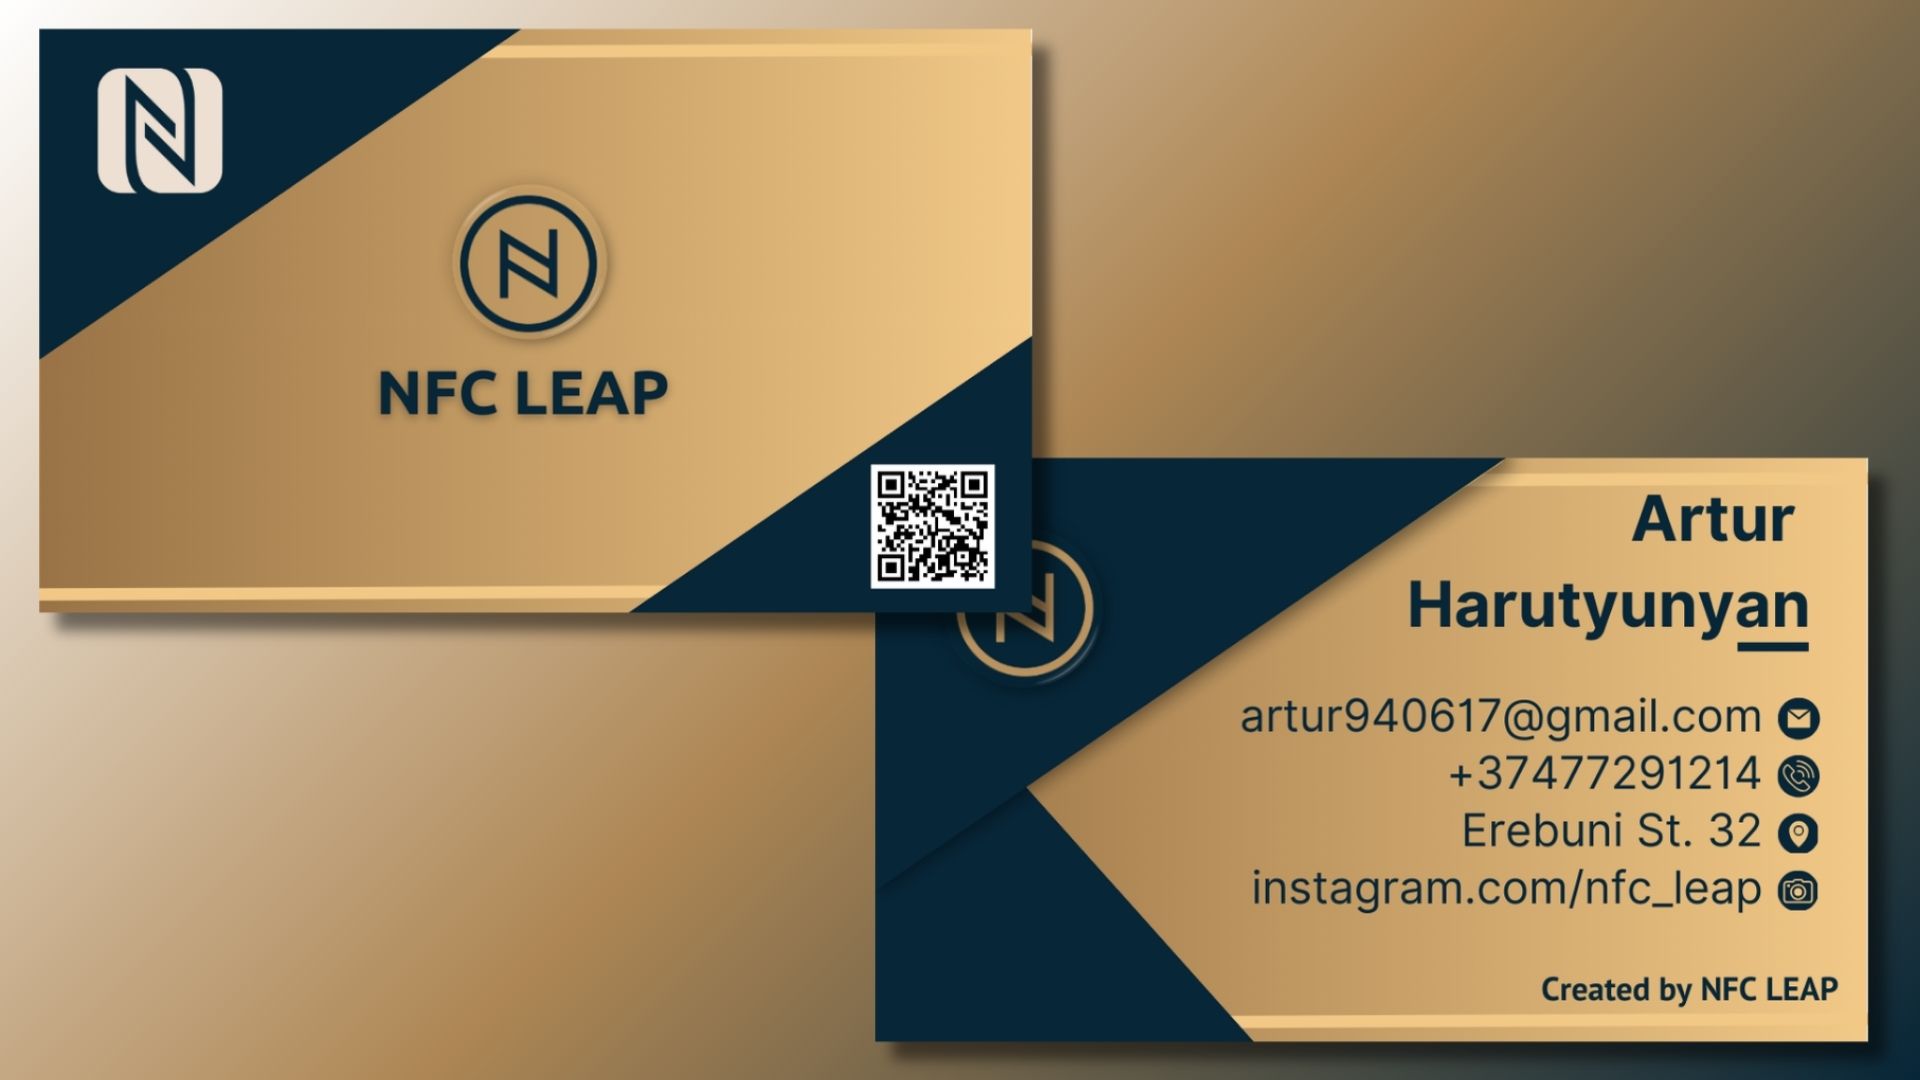 NFC LEAP
Artur
Harutyunyan
artur940617@gmail.com
+37477291214
Erebuni St. 32
instagram.com/nfc_leap
Created by NFC LEAP